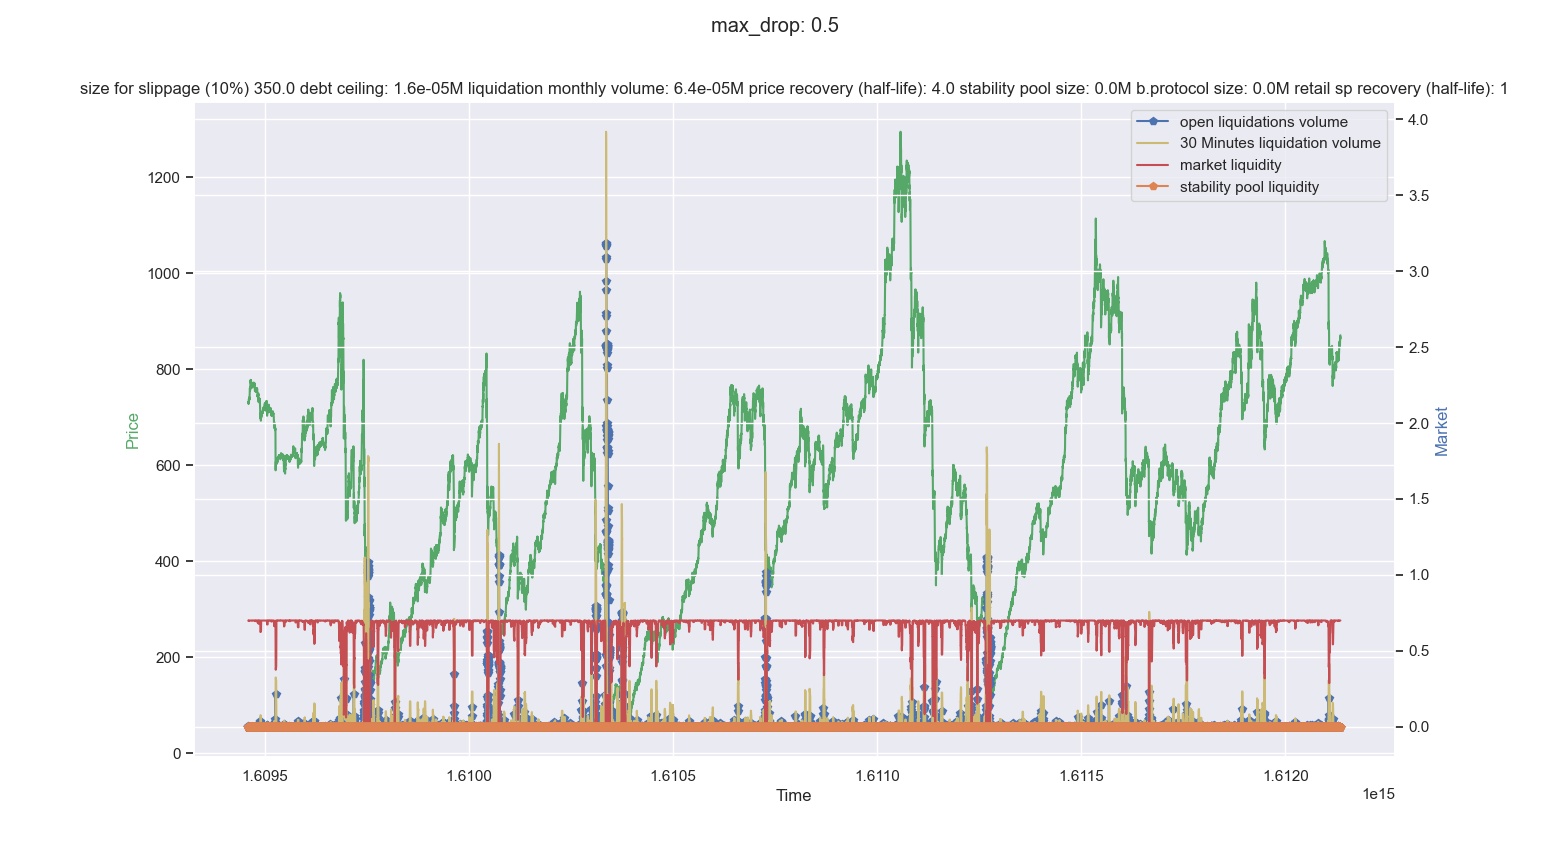 max_drop: 0.5
size for slippage (10%) 350.0 debt ceiling: 1.6e-05M liquidation monthly volume: 6.4e-05M price recovery (half-life): 4.0 stability pool size: 0.0M b.protocol size: 0.0M retail sp recovery (half-life): 1
open liquidations volume
30 Minutes liquidation volume
market liquidity
stability pool liquidity
1200
1000
800
600
400
200
0
Price
4.0
3.5
3.0
2.5
2.0
1.5
1.0
0.5
0.0
Market
1.6095 1.6100 1.6105 1.6110 1.6115 1.6120
1e15
Time